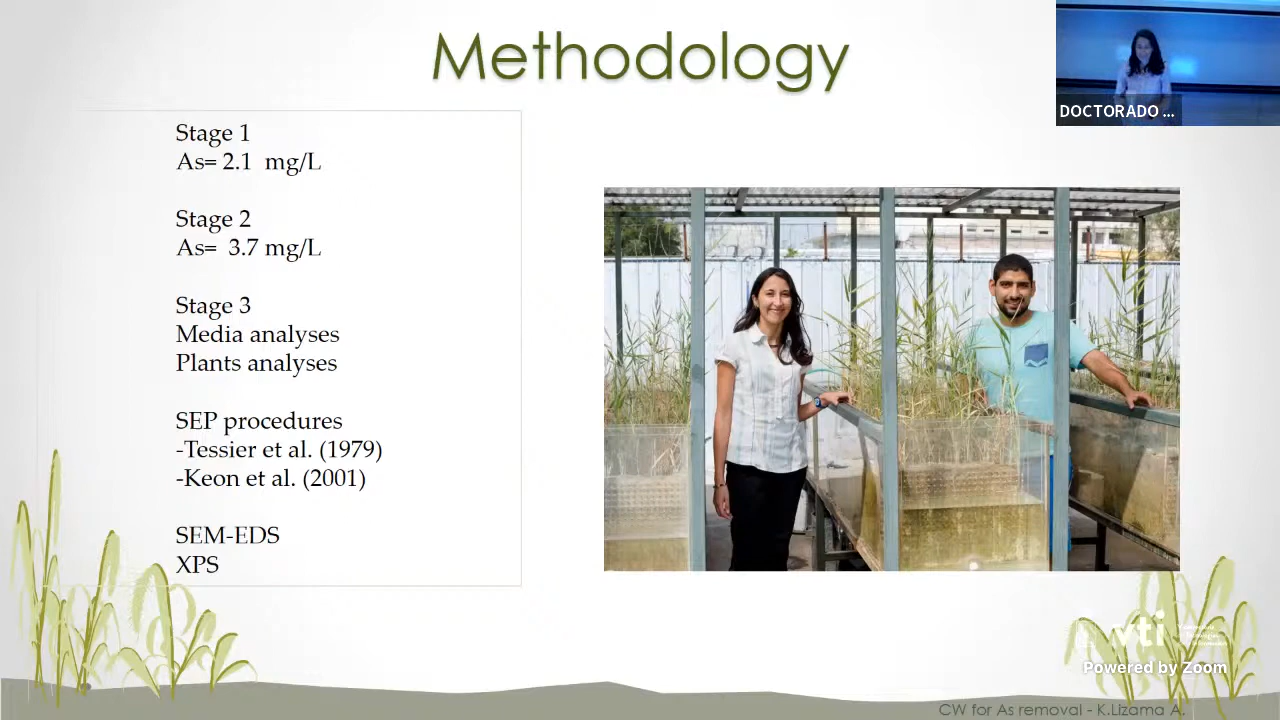 Methodology
DOCTORADO ...
Stage 1
As= 2.1 mg/L
Stage 2
As= 3.7 mg/L
Stage 3
Media analyses
Plants analyses
SEP procedures
-Tessier et al. (1979)
-Keon et al. (2001)
SEM-EDS
XPS
vti
Powered by Zoom
CW for As removal - K.Lizama A.